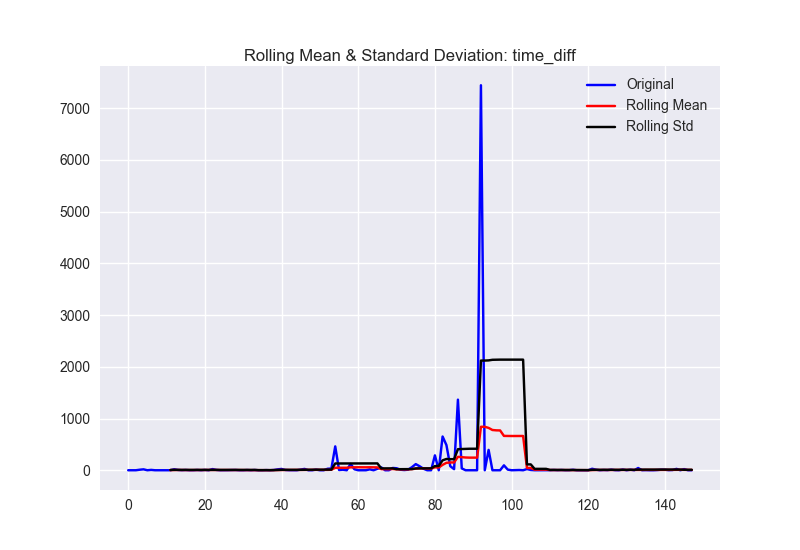 Rolling Mean & Standard Deviation: time_diff
Original
Rolling Mean
Rolling Std
7000
6000
5000
4000
3000
2000
1000
0
0 20 40 60 80 100 120 140